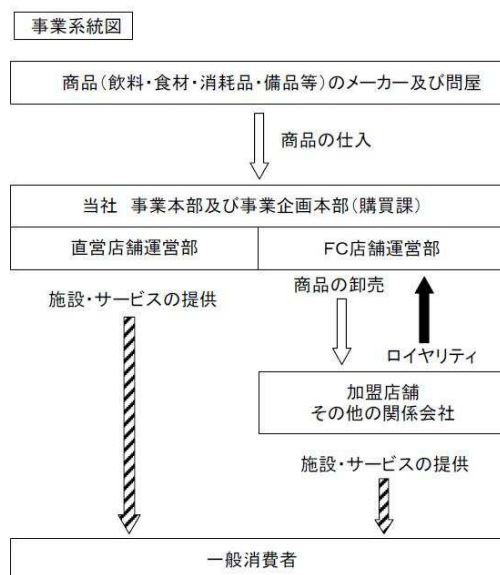 事業系統図
商品(飲料・食材・消耗品・備品等)のメーカー及び問屋
商品の仕入
当社 事業本部及び事業企画本部(購買課)
直営店舗運営部
FC店舗運営部
施設・サービスの提供
商品の卸売
ロイヤリティ
加盟店舗
その他の関係会社
施設・サービスの提供
一般消費者